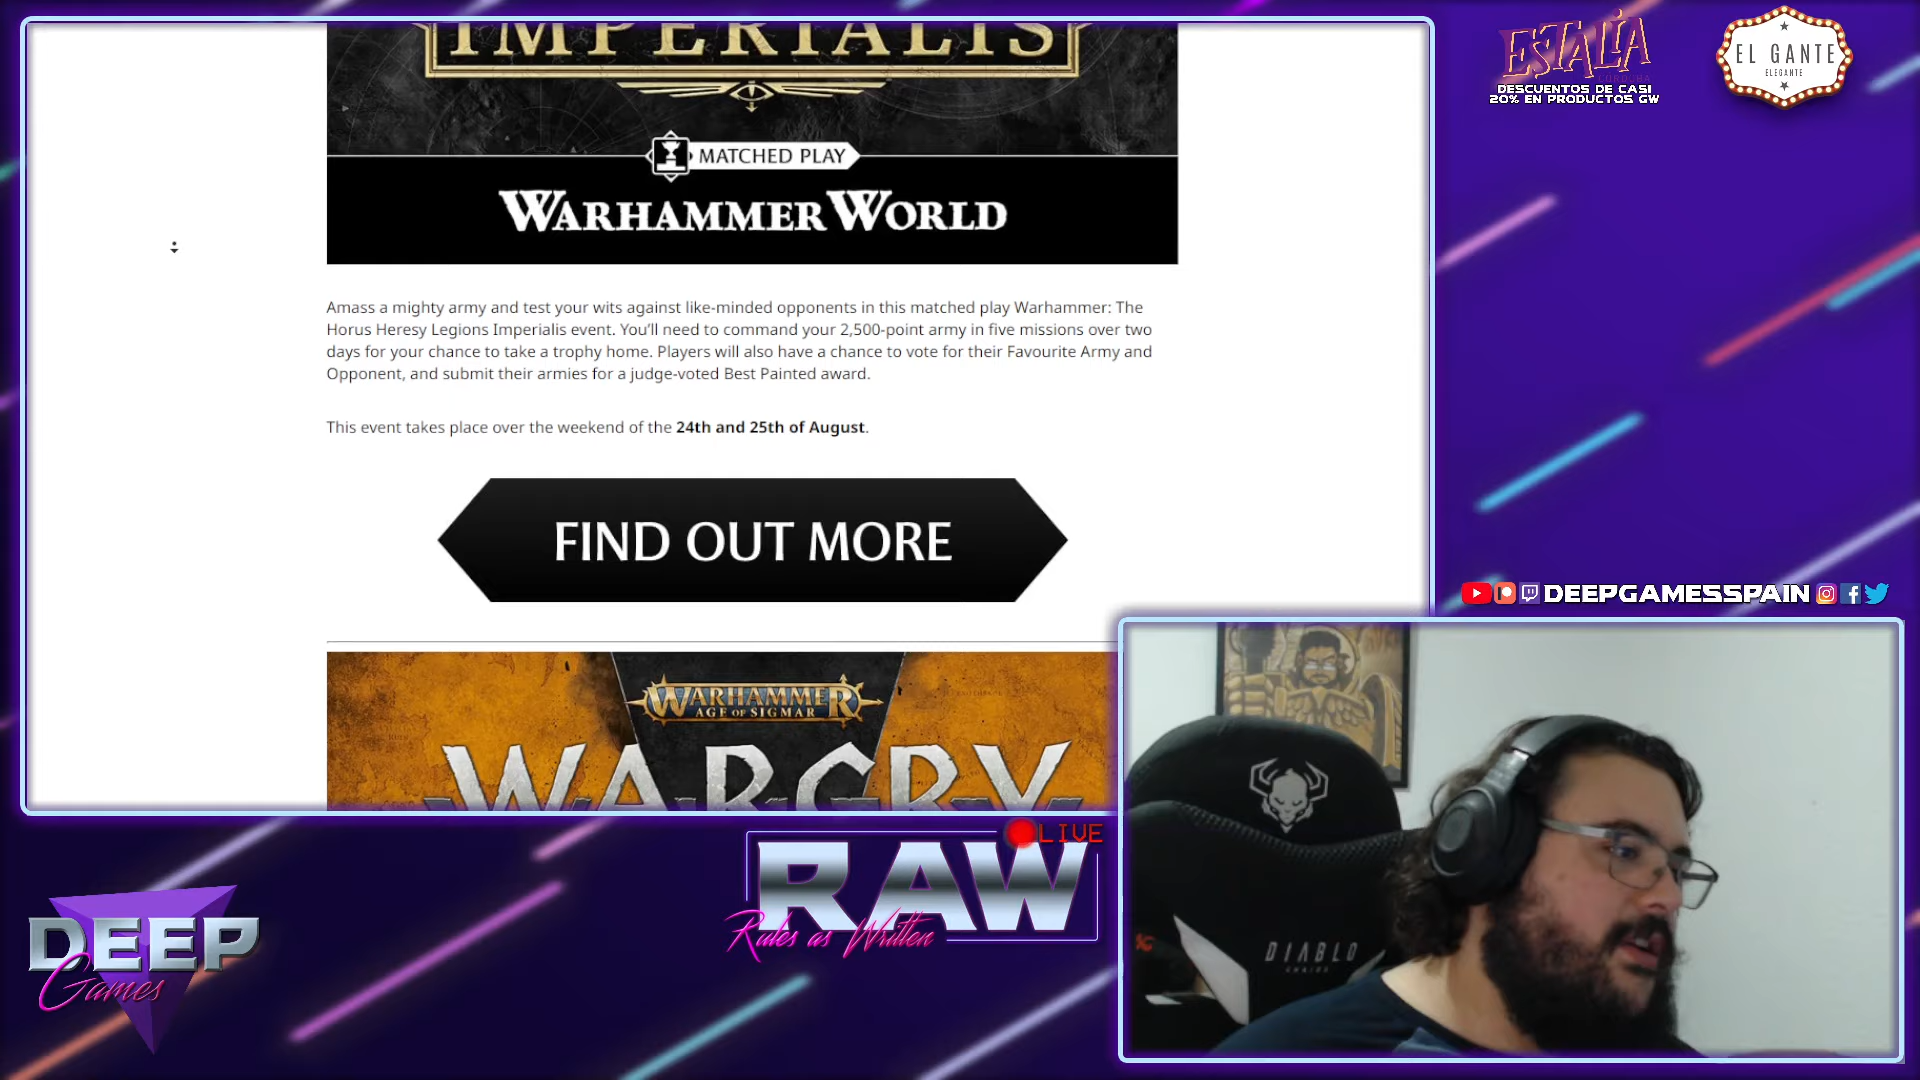 IMPERIALIS
MATCHED PLAY
WARHAMMER WORLD
Amass a mighty army and test your wits against like-minded opponents in this matched play Warhammer: The
Horus Heresy Legions Imperialis event. You’ll need to command your 2,500-point army in five missions over two
days for your chance to take a trophy home. Players will also have a chance to vote for their Favourite Army and
Opponent, and submit their armies for a judge-voted Best Painted award.
This event takes place over the weekend of the 24th and 25th of August.
FIND OUT MORE
WARHAMMER
AGE OF SIGMAR
WARCRY
ESTALIA
CORDOBA
DESCUENTOS DE CASI
20% EN PRODUCTOS GW
EL GANTE
ELEGANTE
DEEPGAMESSPAIN
LIVE
RAW
Rules as Written
DEEP
Games
DIABLO